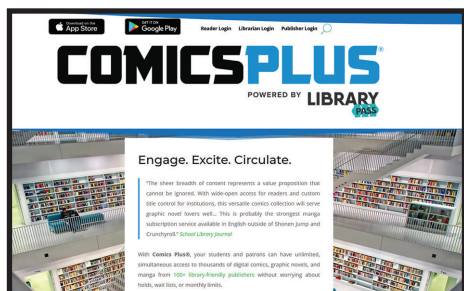 Download on the
App Store
GET IT ON
Google Play
Reader Login Librarian Login Publisher Login
COMICSPLUS®
POWERED BY LIBRARY
PASS
Engage. Excite. Circulate.
"The sheer breadth of content represents a value proposition that
cannot be ignored. With wide-open access for readers and custom
title control for institutions, this versatile comics collection will serve
graphic novel lovers well... This is probably the strongest manga
subscription service available in English outside of Shonen Jump and
Crunchyroll." School Library Journal
With Comics Plus®, your students and patrons can have unlimited,
simultaneous access to thousands of digital comics, graphic novels, and
manga from 100+ library-friendly publishers without worrying about
holds, wait lists, or monthly limits.